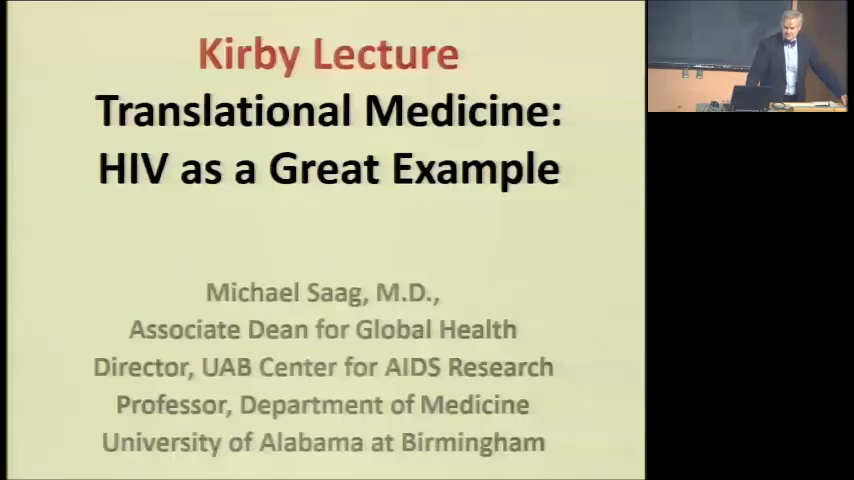 Kirby Lecture
Translational Medicine:
HIV as a Great Example
Michael Saag, M.D.,
Associate Dean for Global Health
Director, UAB Center for AIDS Research
Professor, Department of Medicine
University of Alabama at Birmingham